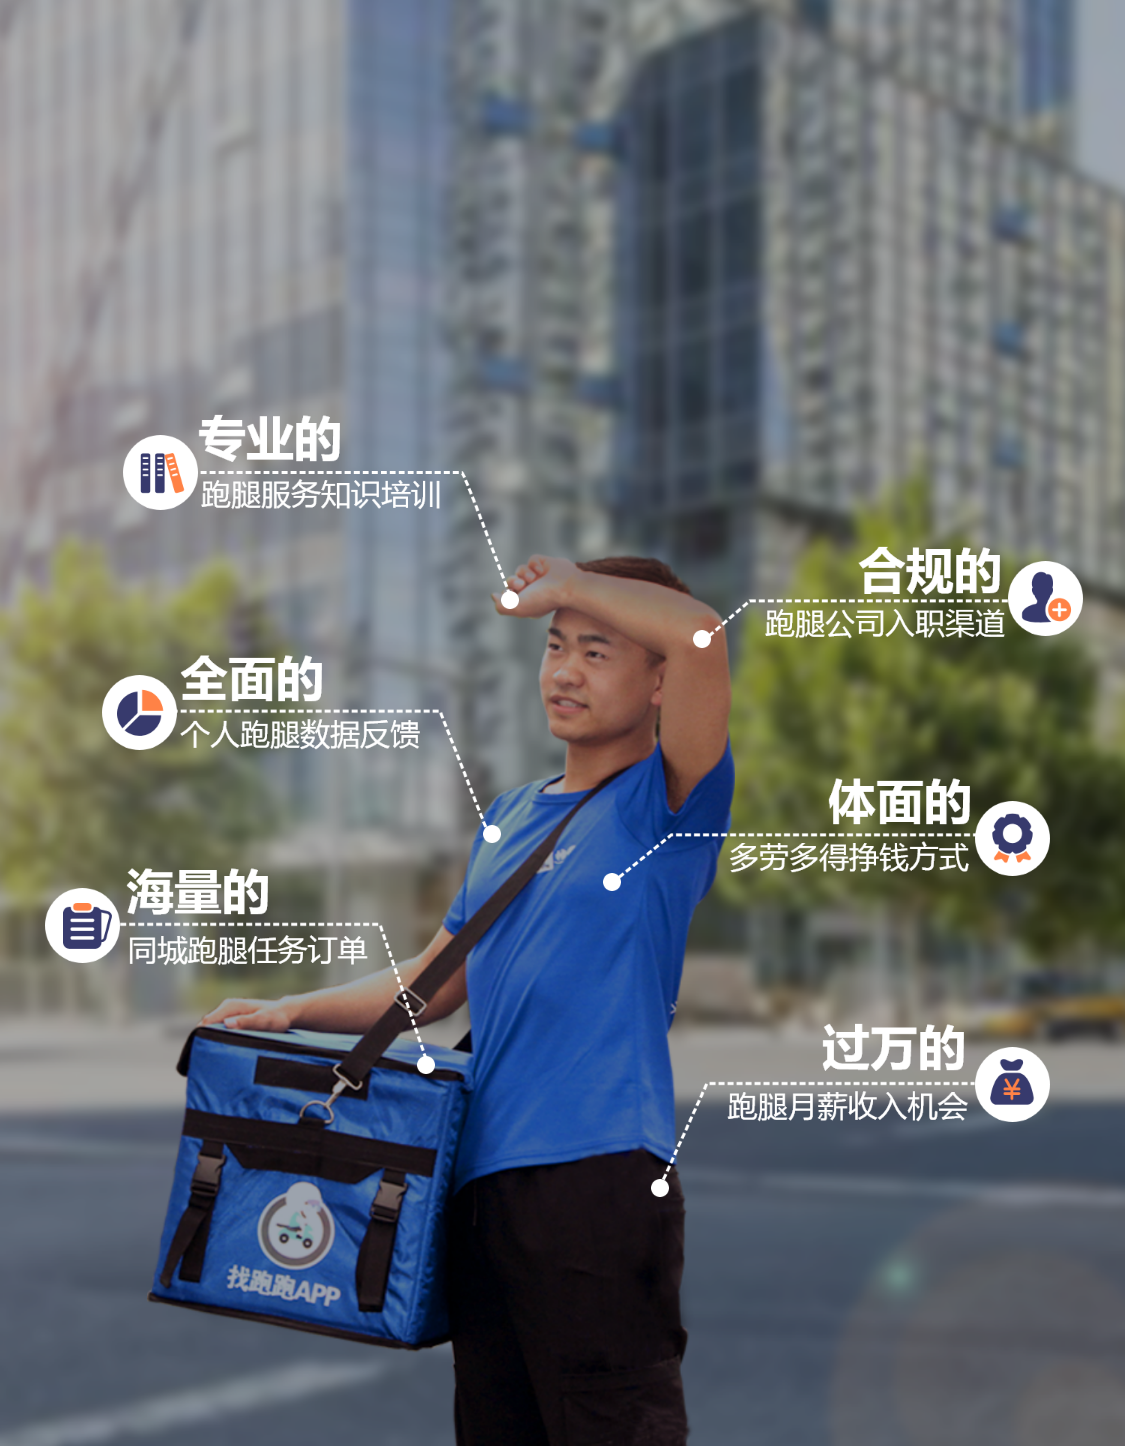 专业的
跑腿服务知识培训
合规的
跑腿公司入职渠道
全面的
个人跑腿数据反馈
体面的
多劳多得挣钱方式
海量的
同城跑腿任务订单
过万的
跑腿月薪收入机会
¥
找跑跑APP